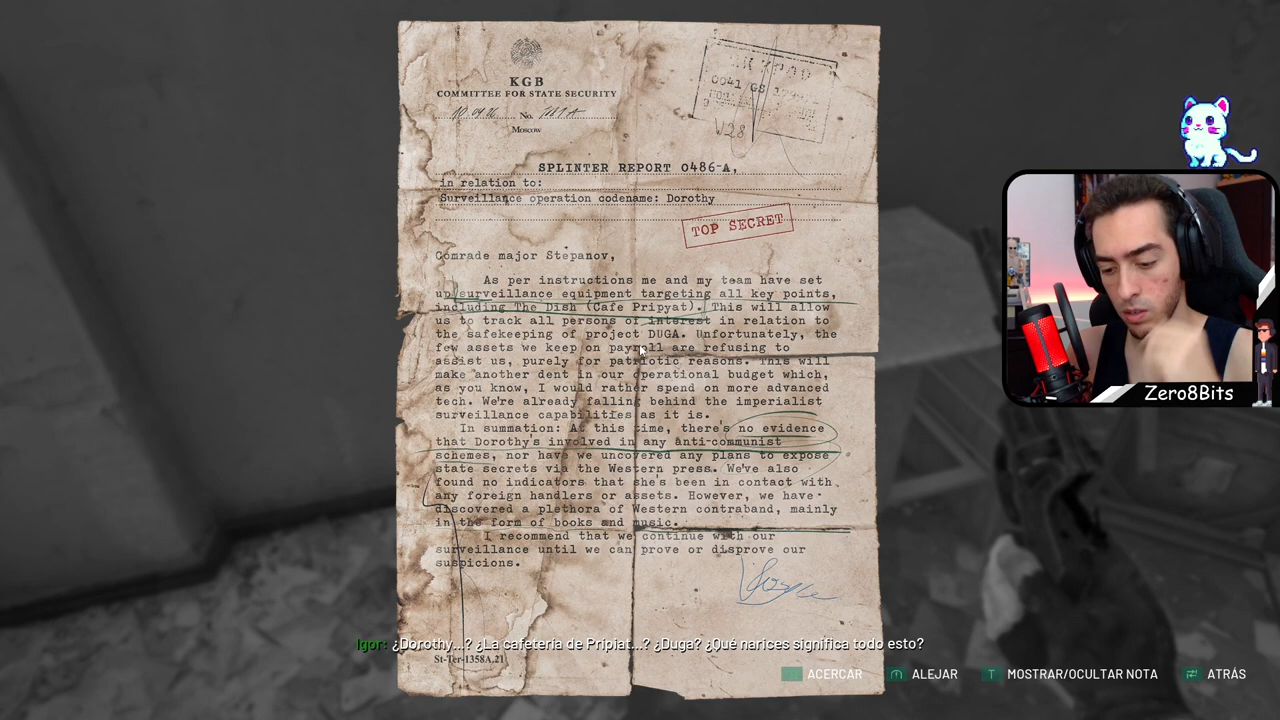 KGB
COMMITTEE FOR STATE SECURITY
No.
Moscow
0041
W28
SPLINTER REPORT 0486-A,
in relation to:
Surveillance operation codename: Dorothy
TOP SECRET
Comrade major Stepanov,
As per instructions me and my team have set
up surveillance equipment targeting all key points,
including The Dish (Cafe Pripyat). This will allow
us to track all persons of interest in relation to
the safekeeping of project DUGA. Unfortunately, the
few assets we keep on payroll are refusing to
assist us, purely for patriotic reasons. This will
make another dent in our operational budget which,
as you know, I would rather spend on more advanced
tech. We're already falling behind the imperialist
surveillance capabilities as it is.
In summation: At this time, there's no evidence
that Dorothy's involved in any anti-communist
schemes, nor have we uncovered any plans to expose
state secrets via the Western press. We've also
found no indicators that she's been in contact with
any foreign handlers or assets. However, we have
discovered a plethora of Western contraband, mainly
in the form of books and music.
I recommend that we continue with our
surveillance until we can prove or disprove our
suspicions.
Igor: ¿Dorothy...? ¿La cafetería de Pripiat...? ¿Duga? ¿Qué narices significa todo esto?
St-Ter-1358A,21
ACERCAR
ALEJAR
T MOSTRAR/OCULTAR NOTA
ATRÁS
Zero8Bits